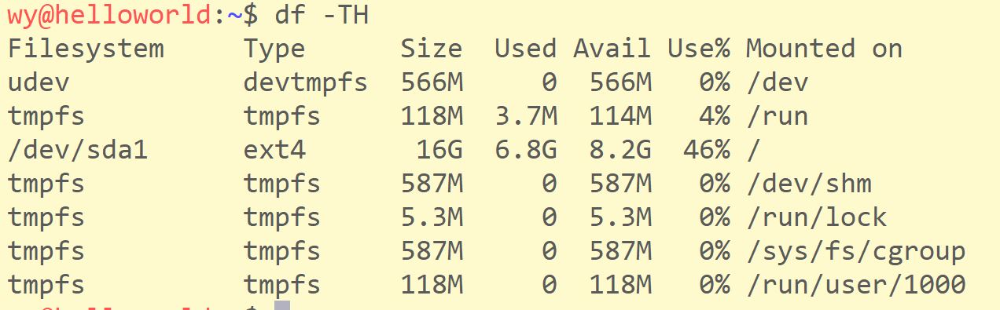 wy@helloworld:~$ df -TH
Filesystem     Type      Size  Used Avail Use% Mounted on
udev           devtmpfs  566M     0  566M   0% /dev
tmpfs          tmpfs     118M  3.7M  114M   4% /run
/dev/sda1      ext4       16G  6.8G  8.2G  46% /
tmpfs          tmpfs     587M     0  587M   0% /dev/shm
tmpfs          tmpfs     5.3M     0  5.3M   0% /run/lock
tmpfs          tmpfs     587M     0  587M   0% /sys/fs/cgroup
tmpfs          tmpfs     118M     0  118M   0% /run/user/1000